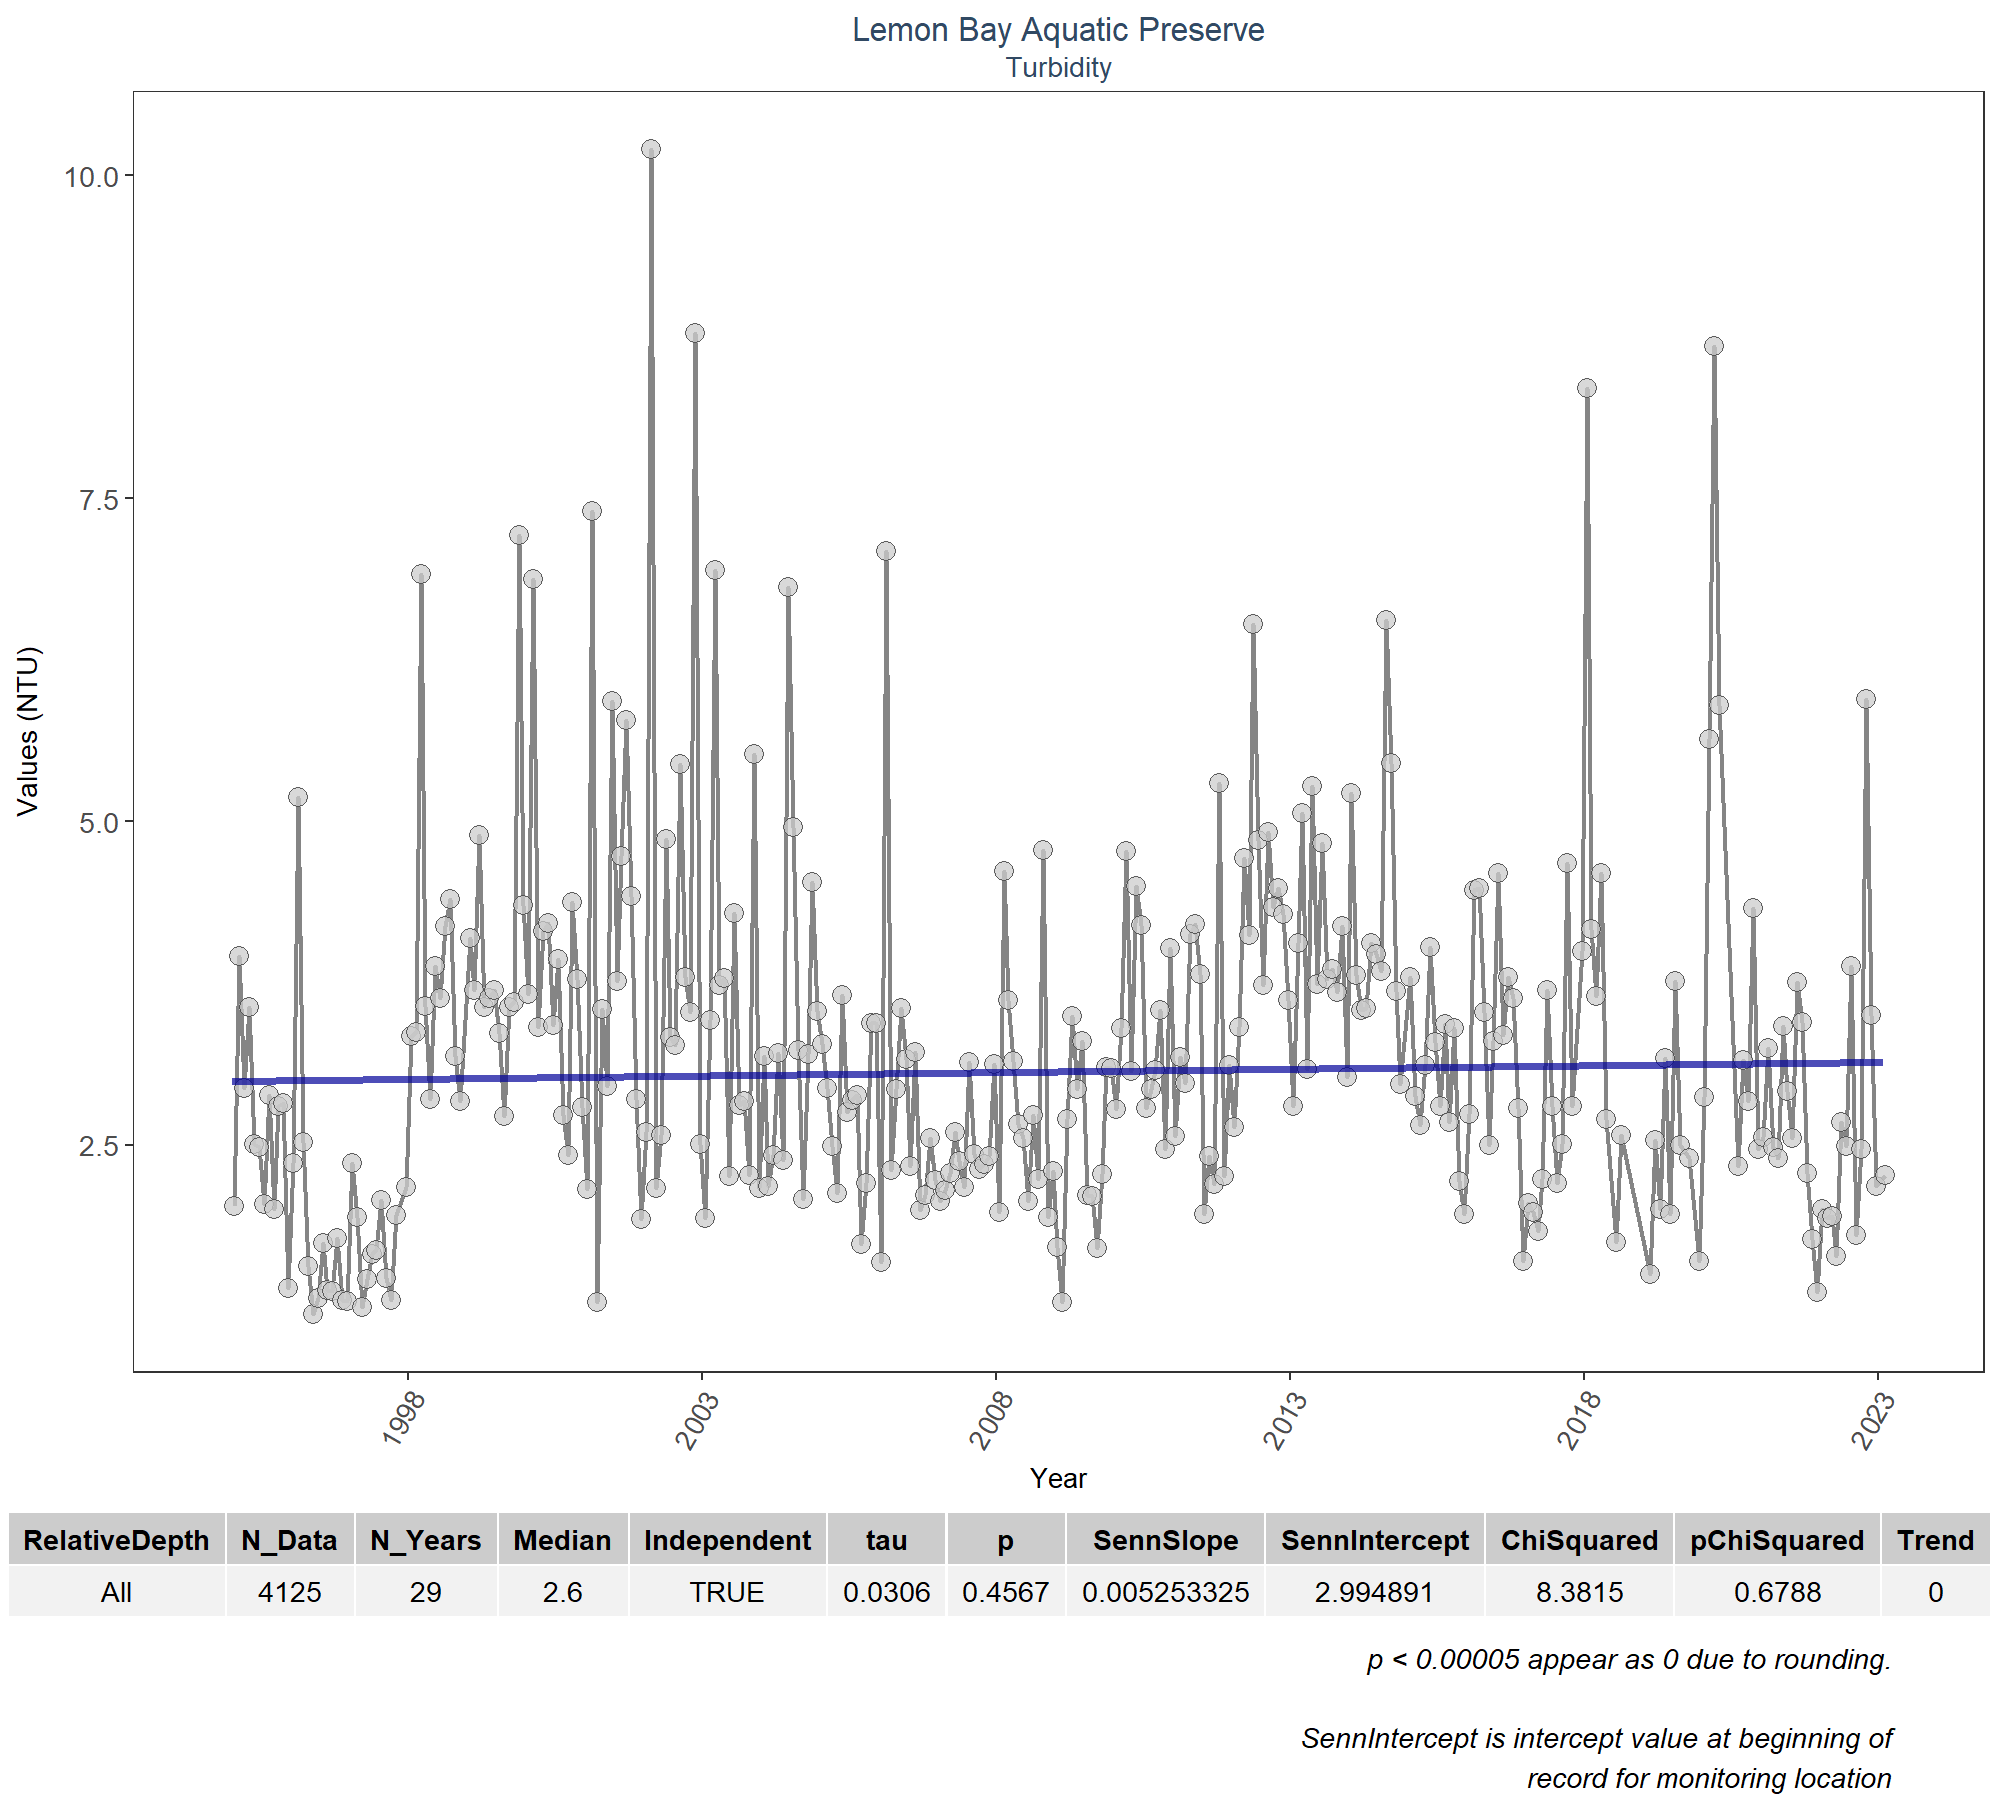 Lemon Bay Aquatic Preserve
Turbidity
10.0
7.5
5.0
2.5
Values (NTU)
1998
2003
2008
2013
2018
2023
Year
RelativeDepth N_Data N_Years Median Independent tau p SennSlope SennIntercept ChiSquared pChiSquared Trend
All 4125 29 2.6 TRUE 0.0306 0.4567 0.005253325 2.994891 8.3815 0.6788 0
p < 0.00005 appear as 0 due to rounding.
SennIntercept is intercept value at beginning of
record for monitoring location